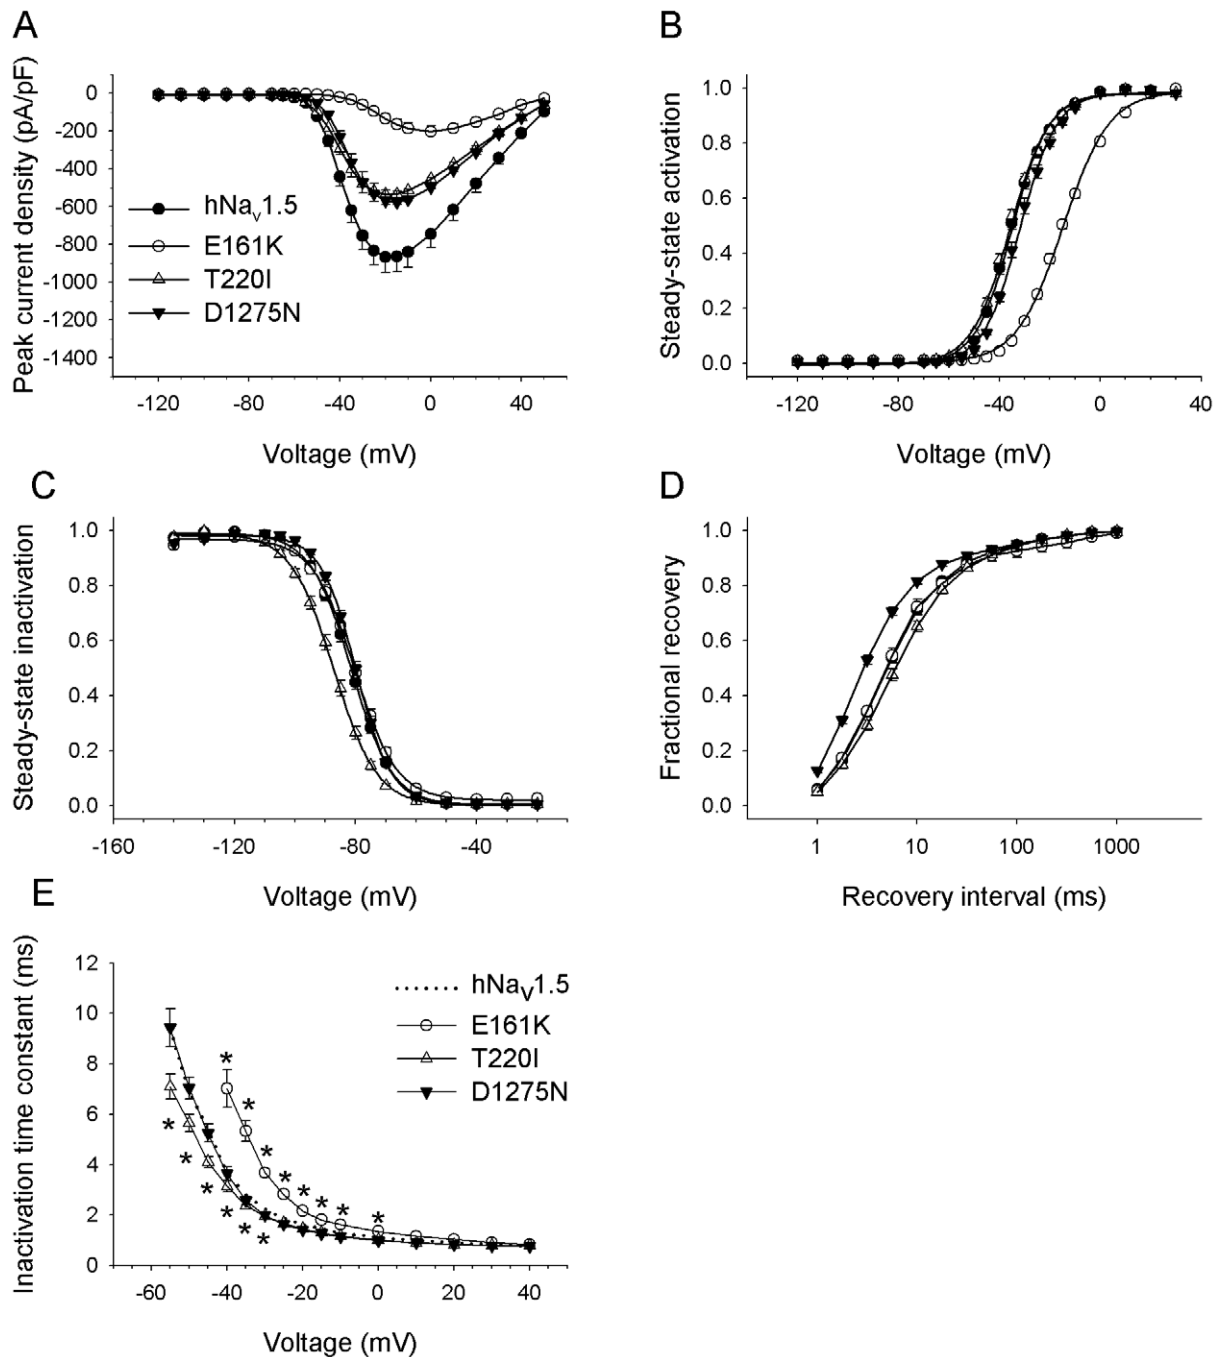 A
Peak current density (pA/pF)
0
-200
-400
-600
-800
-1000
-1200
-1400
hNav1.5
E161K
T220I
D1275N
-120 -80 -40 0 40
Voltage (mV)
B
Steady-state activation
1.0
0.8
0.6
0.4
0.2
0.0
-120 -80 -40 0 40
Voltage (mV)
C
Steady-state inactivation
1.0
0.8
0.6
0.4
0.2
0.0
-160 -120 -80 -40
Voltage (mV)
D
Fractional recovery
1.0
0.8
0.6
0.4
0.2
0.0
1 10 100 1000
Recovery interval (ms)
E
Inactivation time constant (ms)
12
10
8
6
4
2
0
hNaV1.5
E161K
T220I
D1275N
* * * * * * * *
* * * * * *
-60 -40 -20 0 20 40
Voltage (mV)